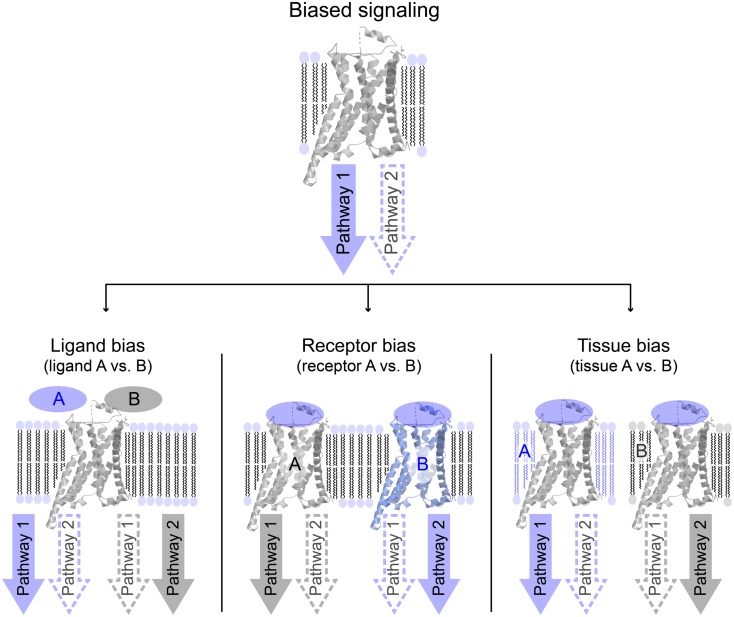 Biased signaling
Pathway 1
Pathway 2
Ligand bias
(ligand A vs. B)
A
B
Pathway 1
Pathway 2
Pathway 1
Pathway 2
Receptor bias
(receptor A vs. B)
A
B
Pathway 1
Pathway 2
Pathway 1
Pathway 2
Tissue bias
(tissue A vs. B)
A
B
Pathway 1
Pathway 2
Pathway 1
Pathway 2